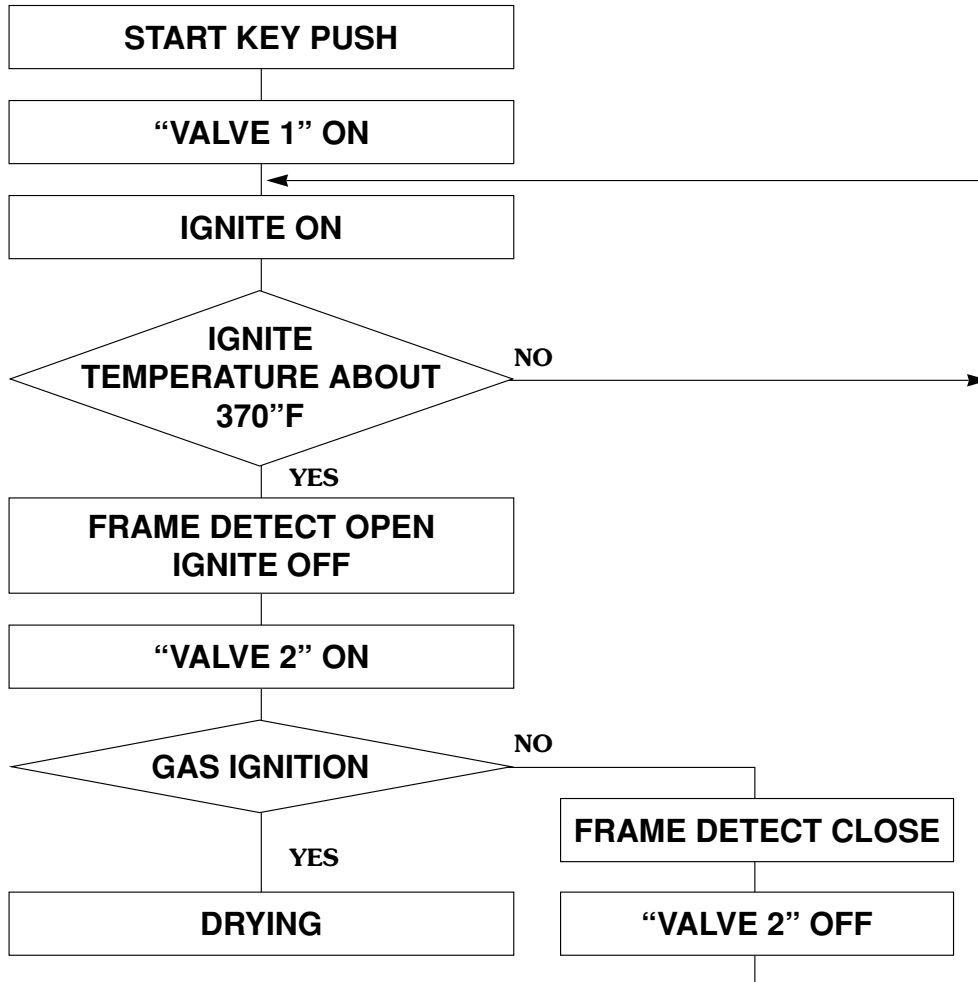 START KEY PUSH
“VALVE 1” ON
IGNITE ON
IGNITE
TEMPERATURE ABOUT
370”F
NO
YES
FRAME DETECT OPEN
IGNITE OFF
“VALVE 2” ON
GAS IGNITION
NO
FRAME DETECT CLOSE
YES
DRYING
“VALVE 2” OFF